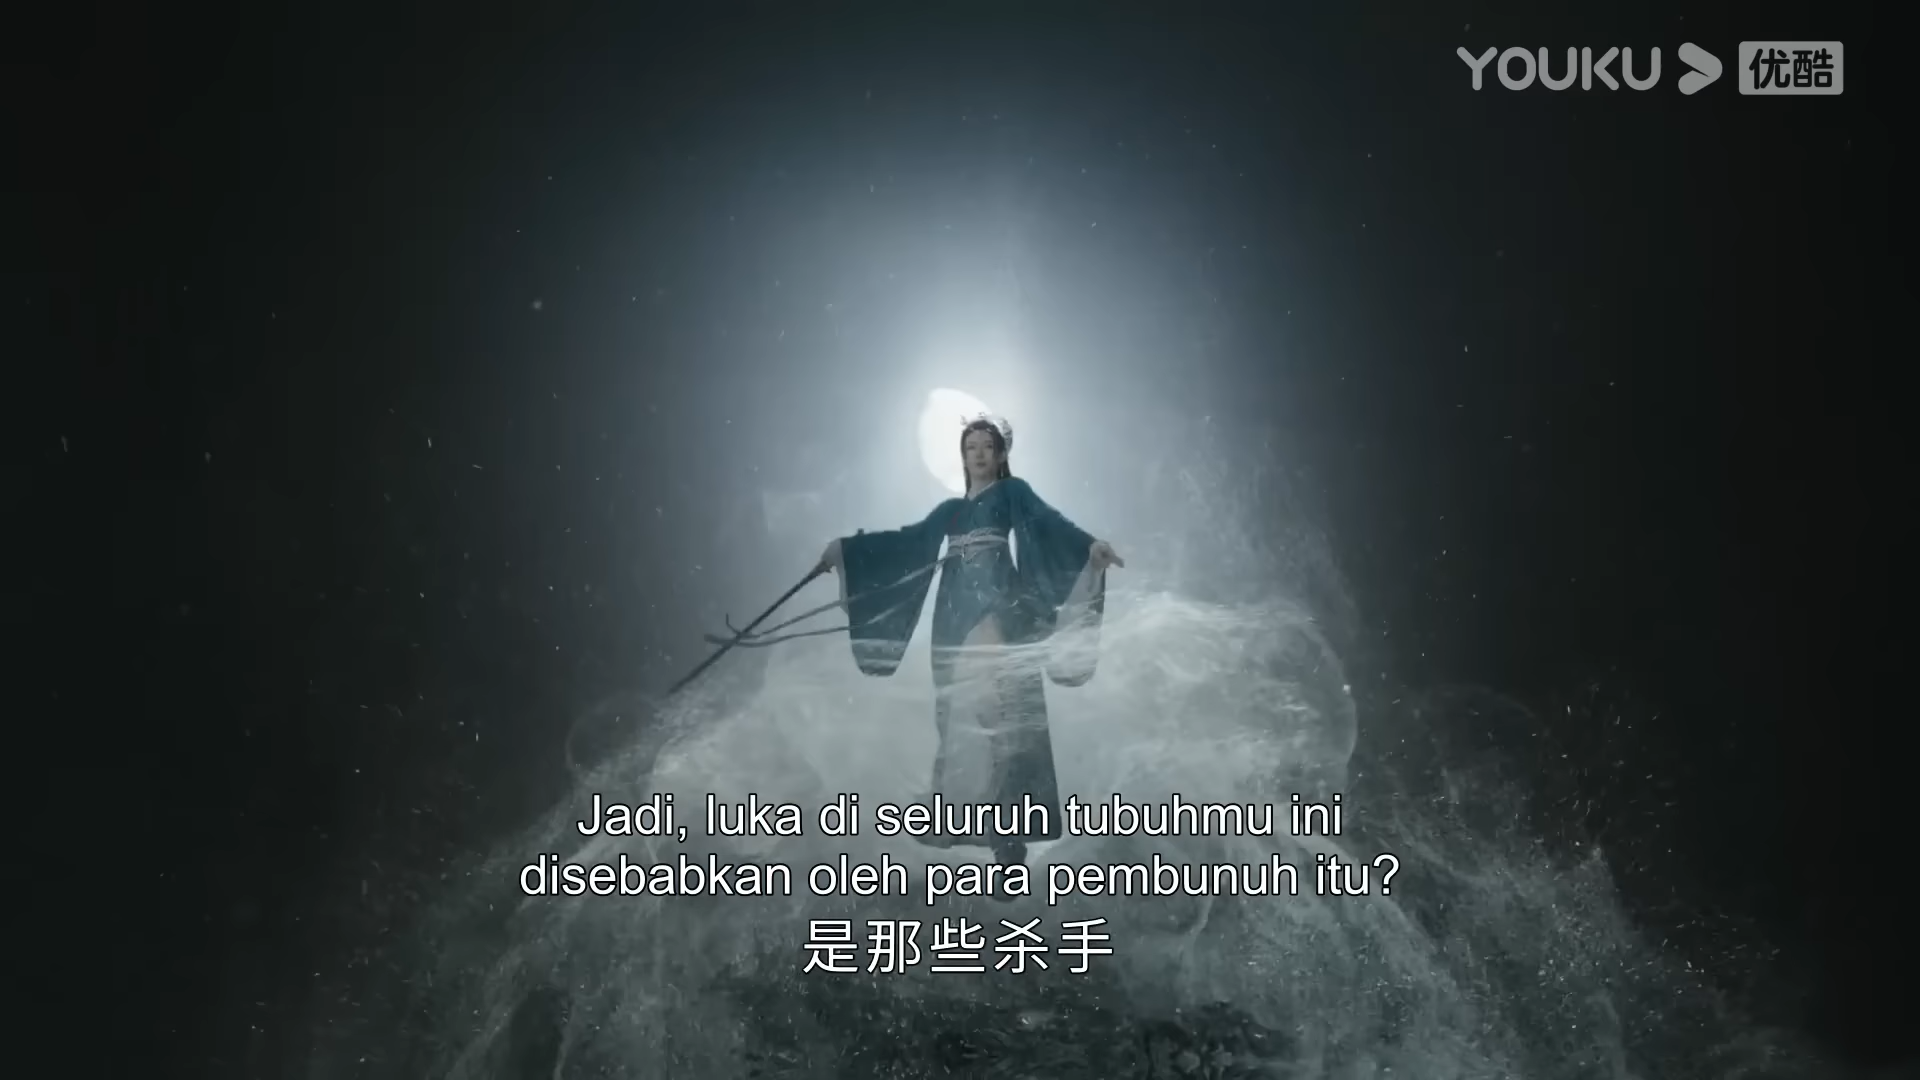 YOUKU 优酷
Jadi, luka di seluruh tubuhmu ini
disebabkan oleh para pembunuh itu?
是那些杀手